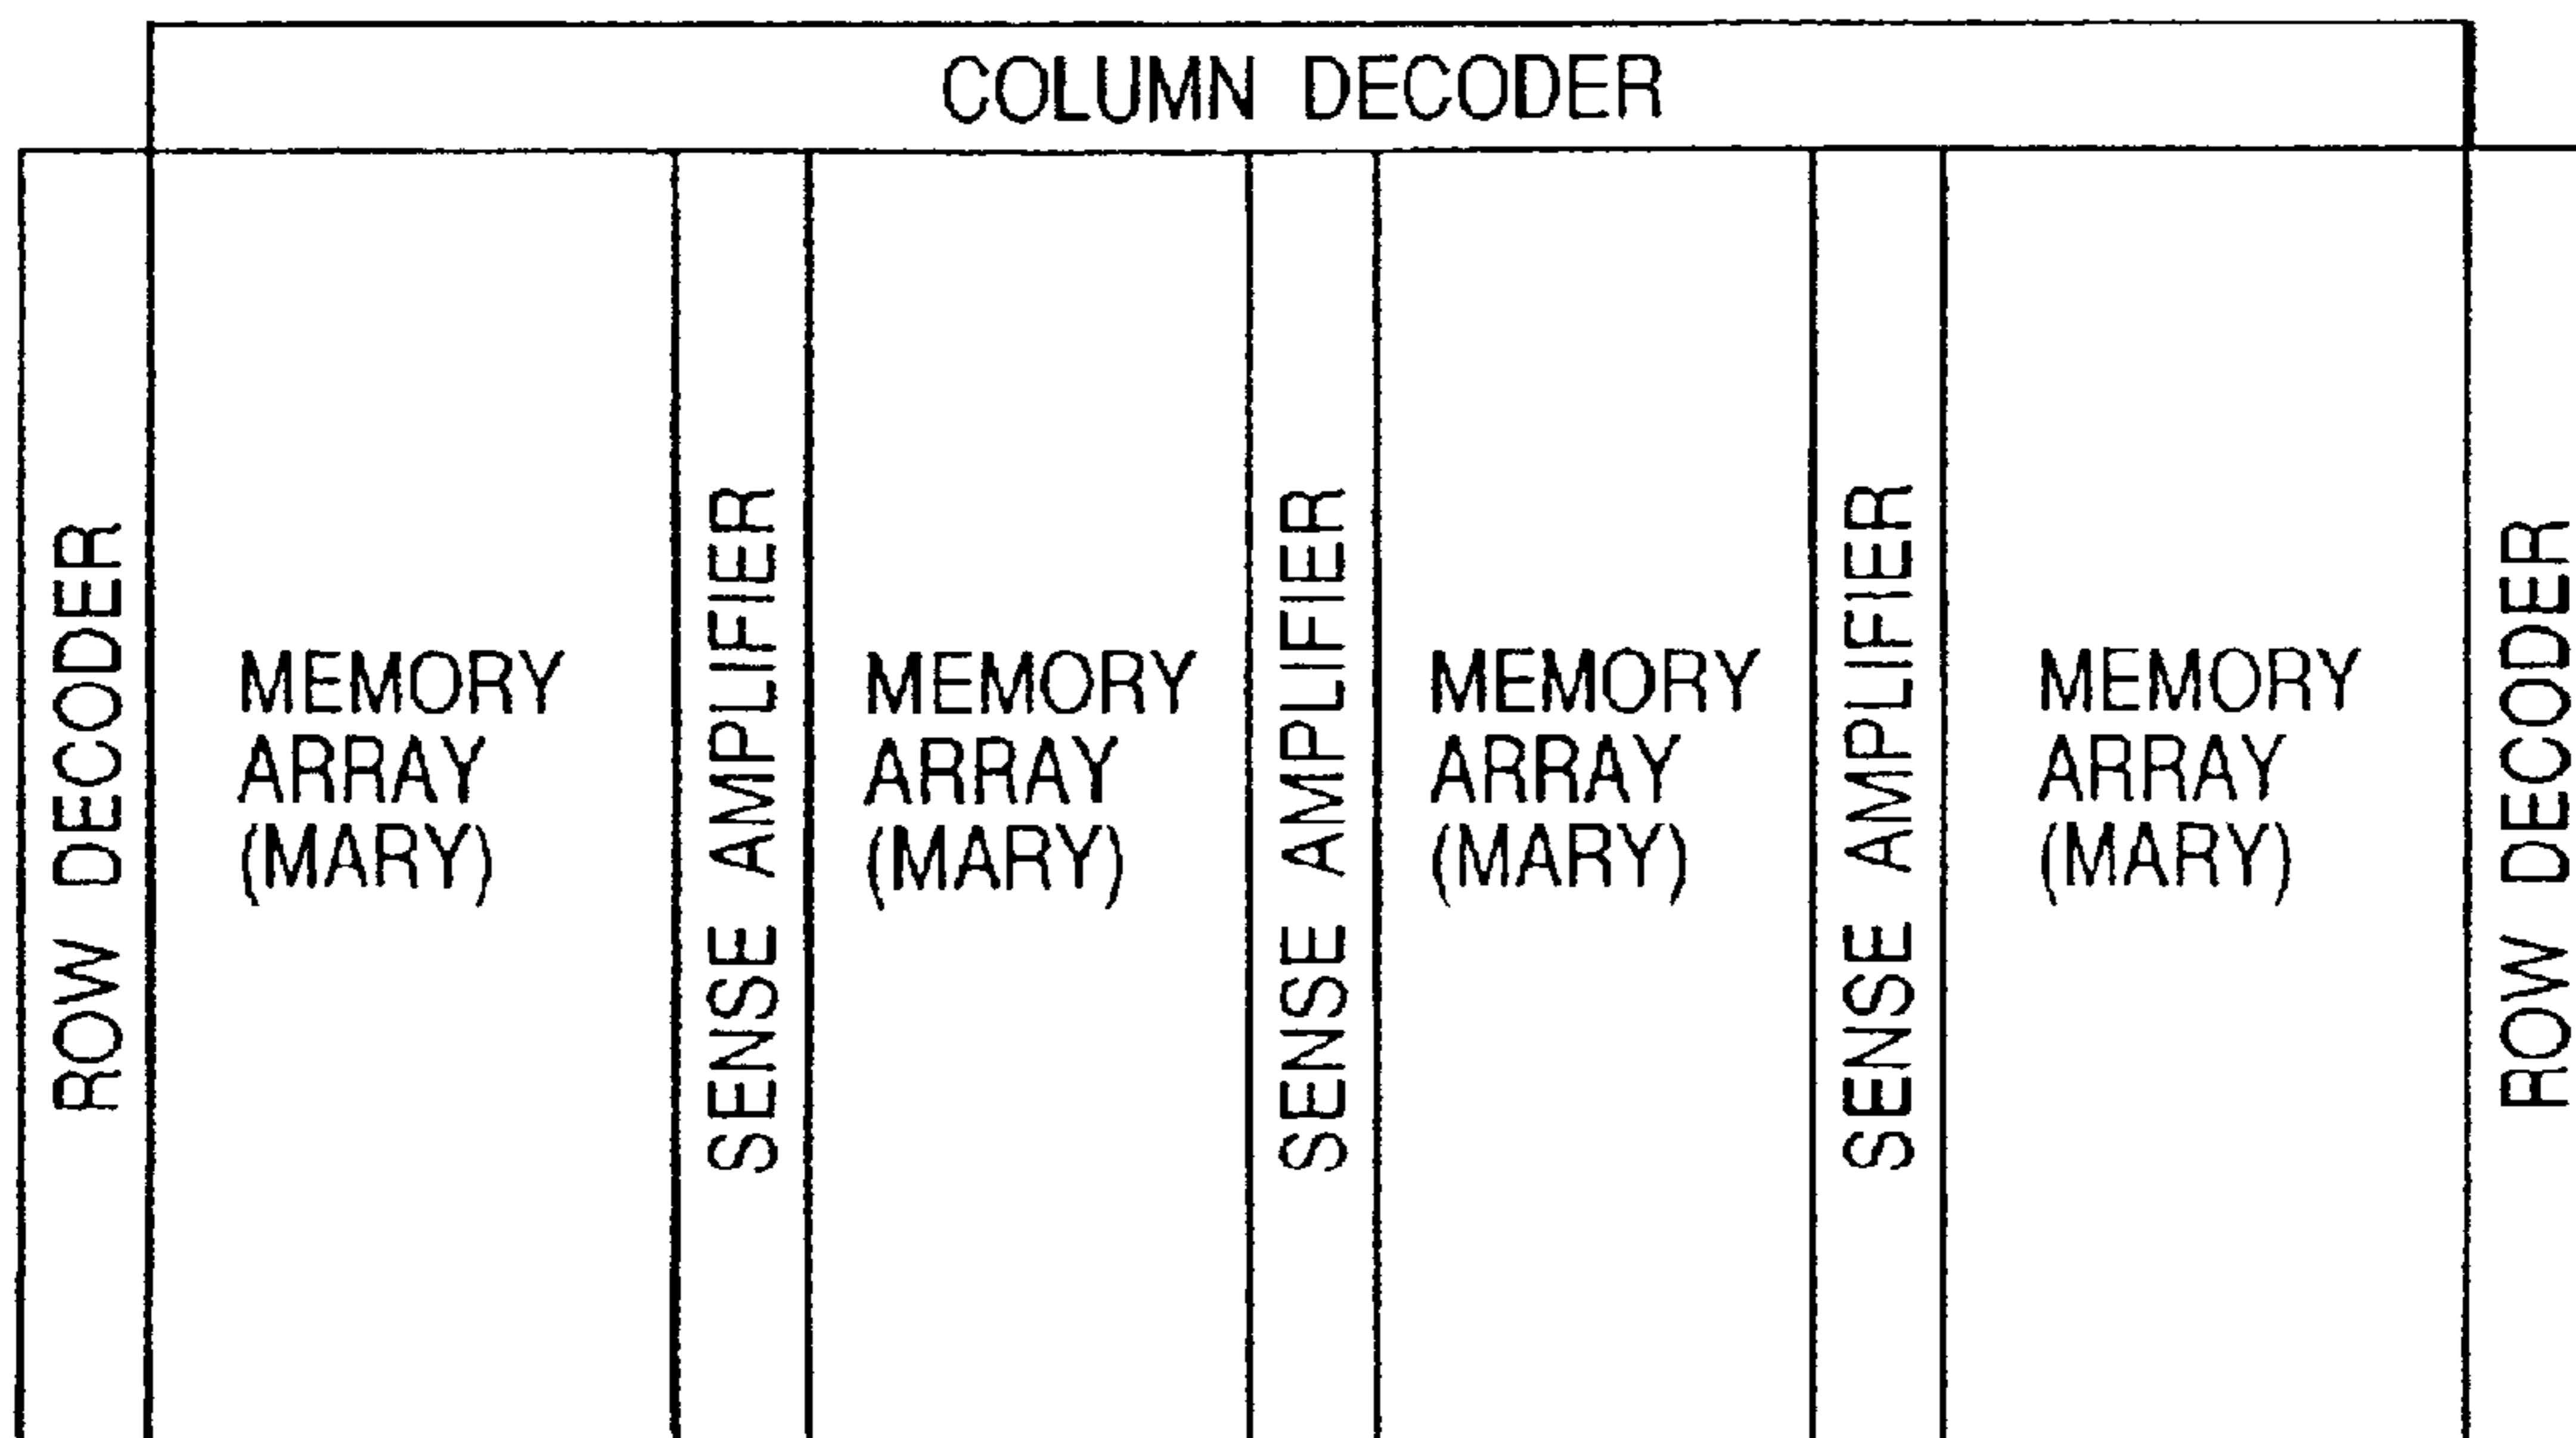 COLUMN DECODER
ROW DECODER
MEMORY
ARRAY
(MARY)
SENSE AMPLIFIER
MEMORY
ARRAY
(MARY)
SENSE AMPLIFIER
MEMORY
ARRAY
(MARY)
SENSE AMPLIFIER
MEMORY
ARRAY
(MARY)
ROW DECODER